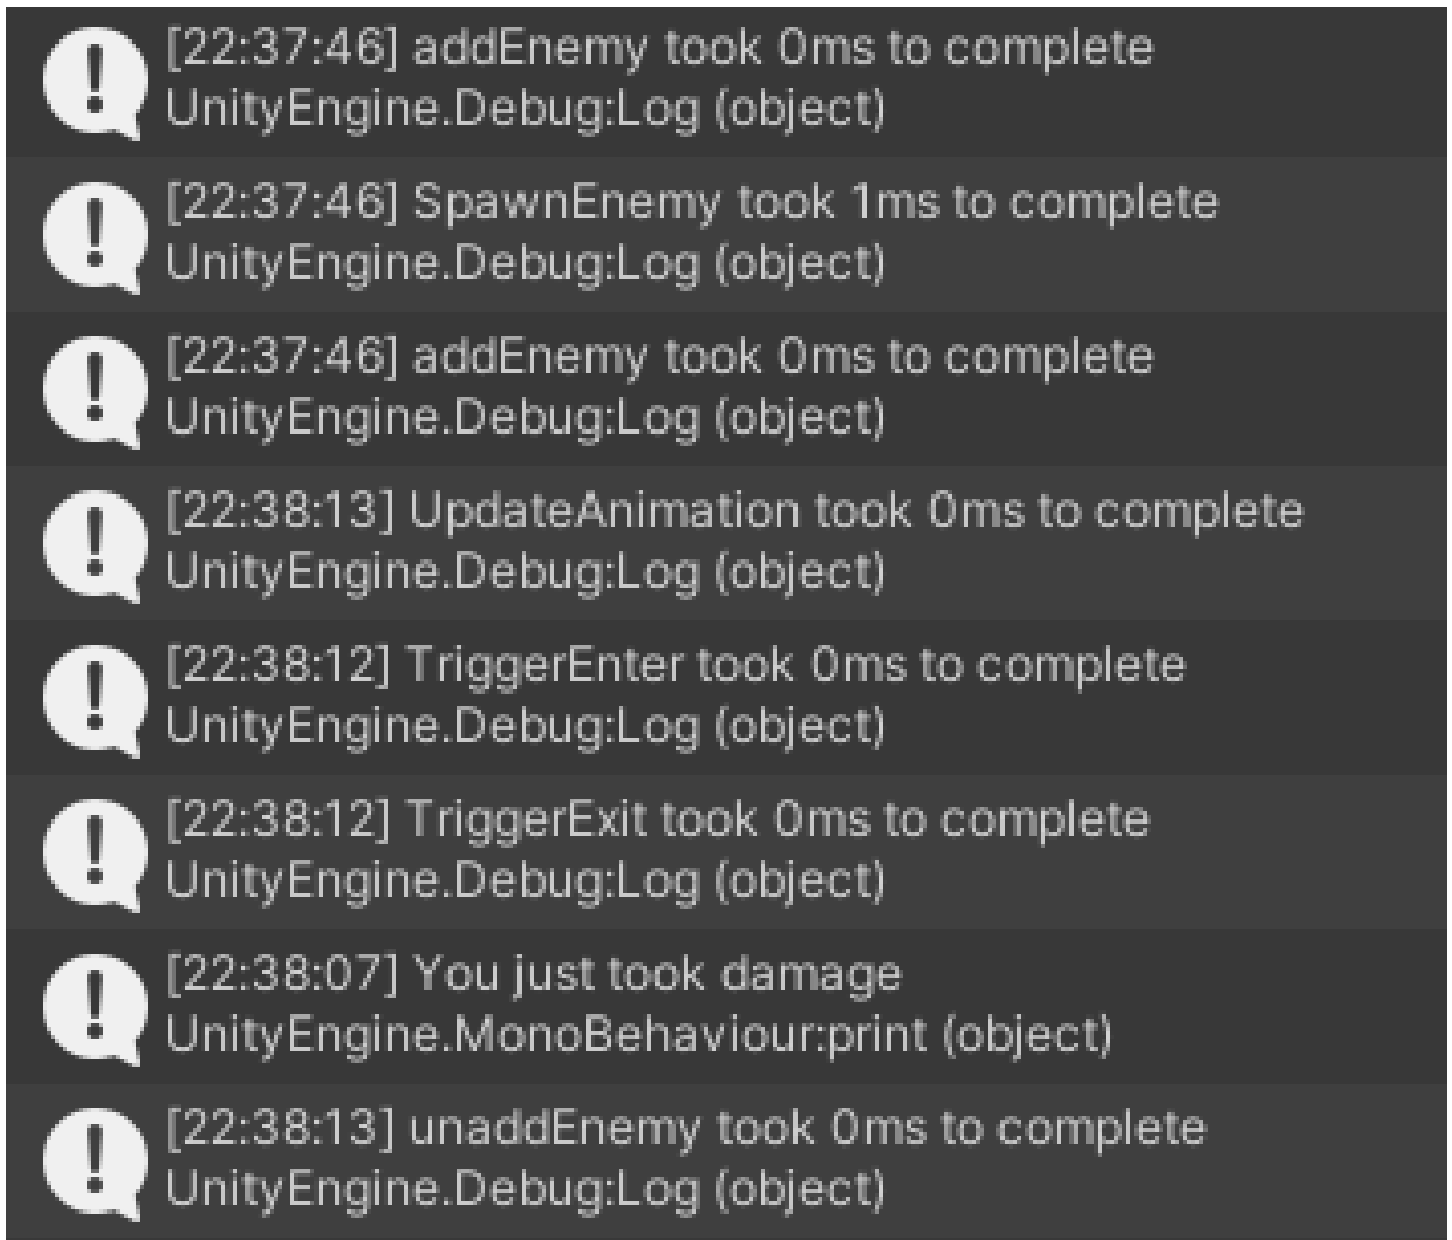 [22:37:46] addEnemy took 0ms to complete
UnityEngine.Debug:Log (object)
[22:37:46] SpawnEnemy took 1ms to complete
UnityEngine.Debug:Log (object)
[22:37:46] addEnemy took 0ms to complete
UnityEngine.Debug:Log (object)
[22:38:13] UpdateAnimation took 0ms to complete
UnityEngine.Debug:Log (object)
[22:38:12] TriggerEnter took 0ms to complete
UnityEngine.Debug:Log (object)
[22:38:12] TriggerExit took 0ms to complete
UnityEngine.Debug:Log (object)
[22:38:07] You just took damage
UnityEngine.MonoBehaviour:print (object)
[22:38:13] unaddEnemy took 0ms to complete
UnityEngine.Debug:Log (object)